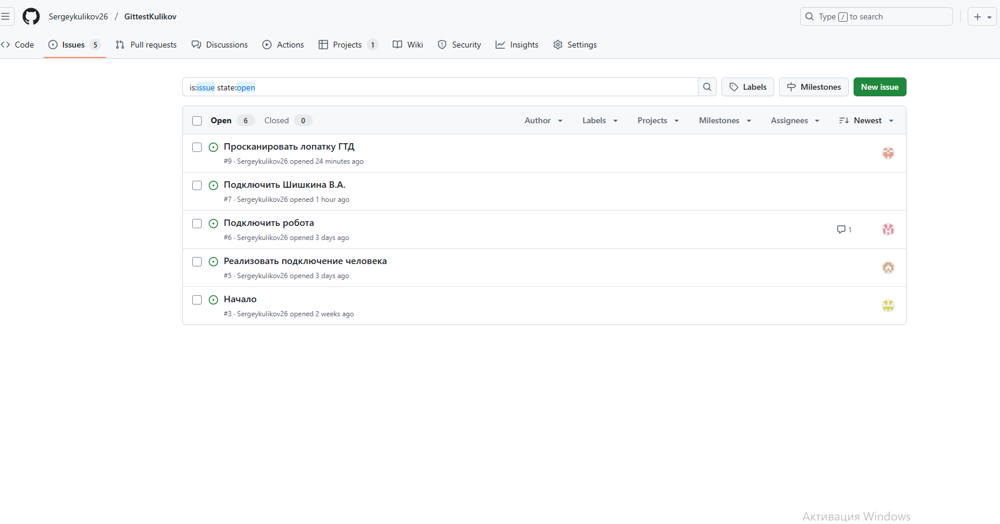 Sergeykulikov26 / GittestKulikov
Type / to search
Code Issues 5 Pull requests Discussions Actions Projects 1 Wiki Security Insights Settings
is:issue state:open
Labels Milestones New issue
Open 6 Closed 0 Author Labels Projects Milestones Assignees Newest
Просканировать лопатку ГТД
#9 · Sergeykulikov26 opened 24 minutes ago
Подключить Шишкина В.А.
#7 · Sergeykulikov26 opened 1 hour ago
Подключить робота
1
#6 · Sergeykulikov26 opened 3 days ago
Реализовать подключение человека
#5 · Sergeykulikov26 opened 3 days ago
Начало
#3 · Sergeykulikov26 opened 2 weeks ago
Активация Windows